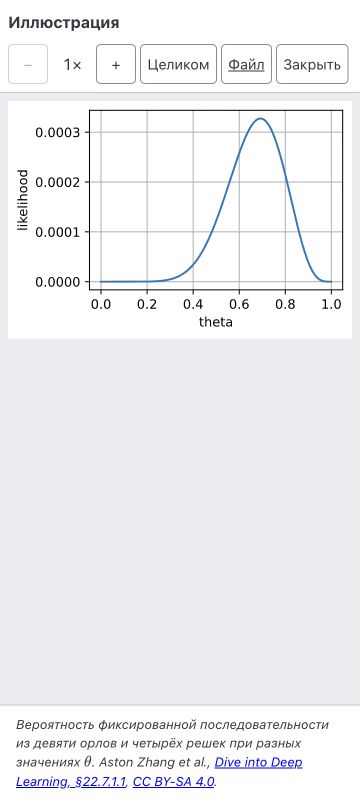 Иллюстрация
− 1× + Целиком Файл Закрыть
0.0003
0.0002
0.0001
0.0000
likelihood
0.0 0.2 0.4 0.6 0.8 1.0
theta
Вероятность фиксированной последовательности
из девяти орлов и четырёх решек при разных
значениях θ. Aston Zhang et al., Dive into Deep
Learning, §22.7.1.1, CC BY-SA 4.0.